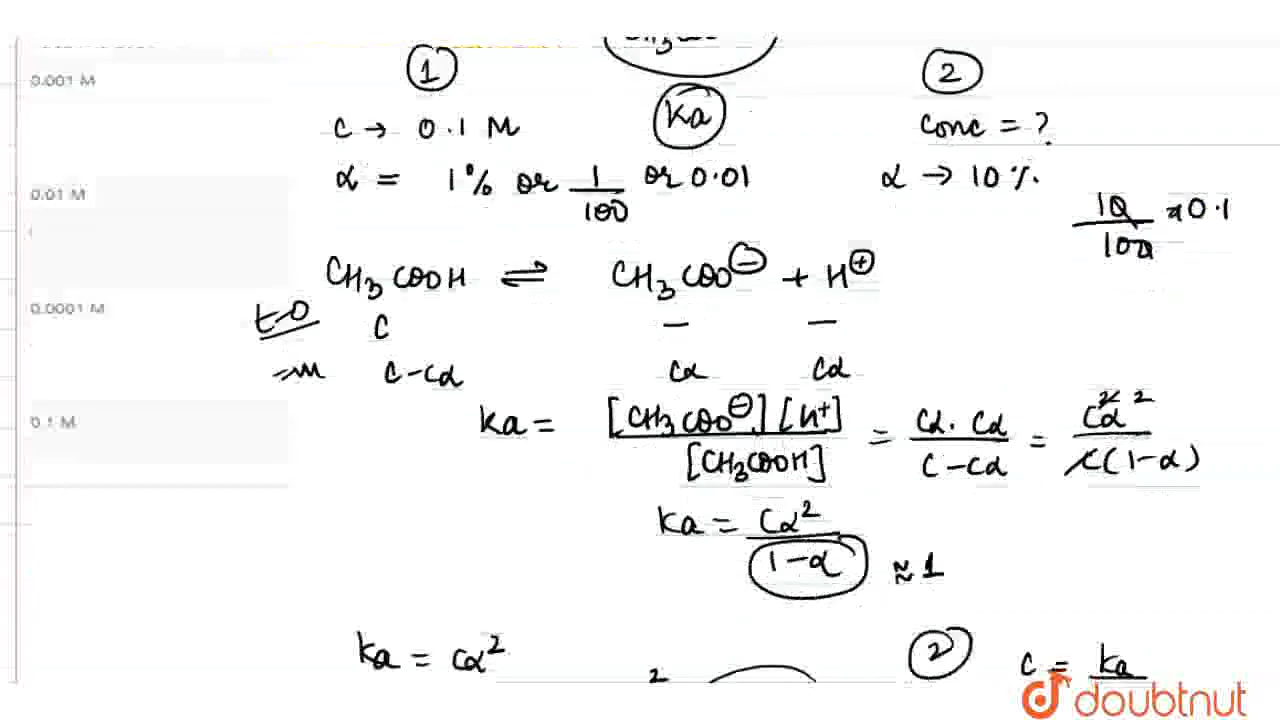 ① ②
0.001 M
C → 0.1 M Ka Conc = ?
α = 1% or 1/100 or 0.01 α → 10 %.
0.01 M
10/100 = 0.1
CH3COOH ⇌ CH3COO⊖ + H⊕
0.0001 M
t=0 C – –
C-Cα Cα Cα
0.1 M
Ka = [CH3COO⊖][H+]/[CH3COOH] = Cα. Cα/C-Cα = C²α²/C(1-α)
Ka = Cα²/1-α ≈ 1
Ka = Cα² ② C = Ka
2
doubtnut